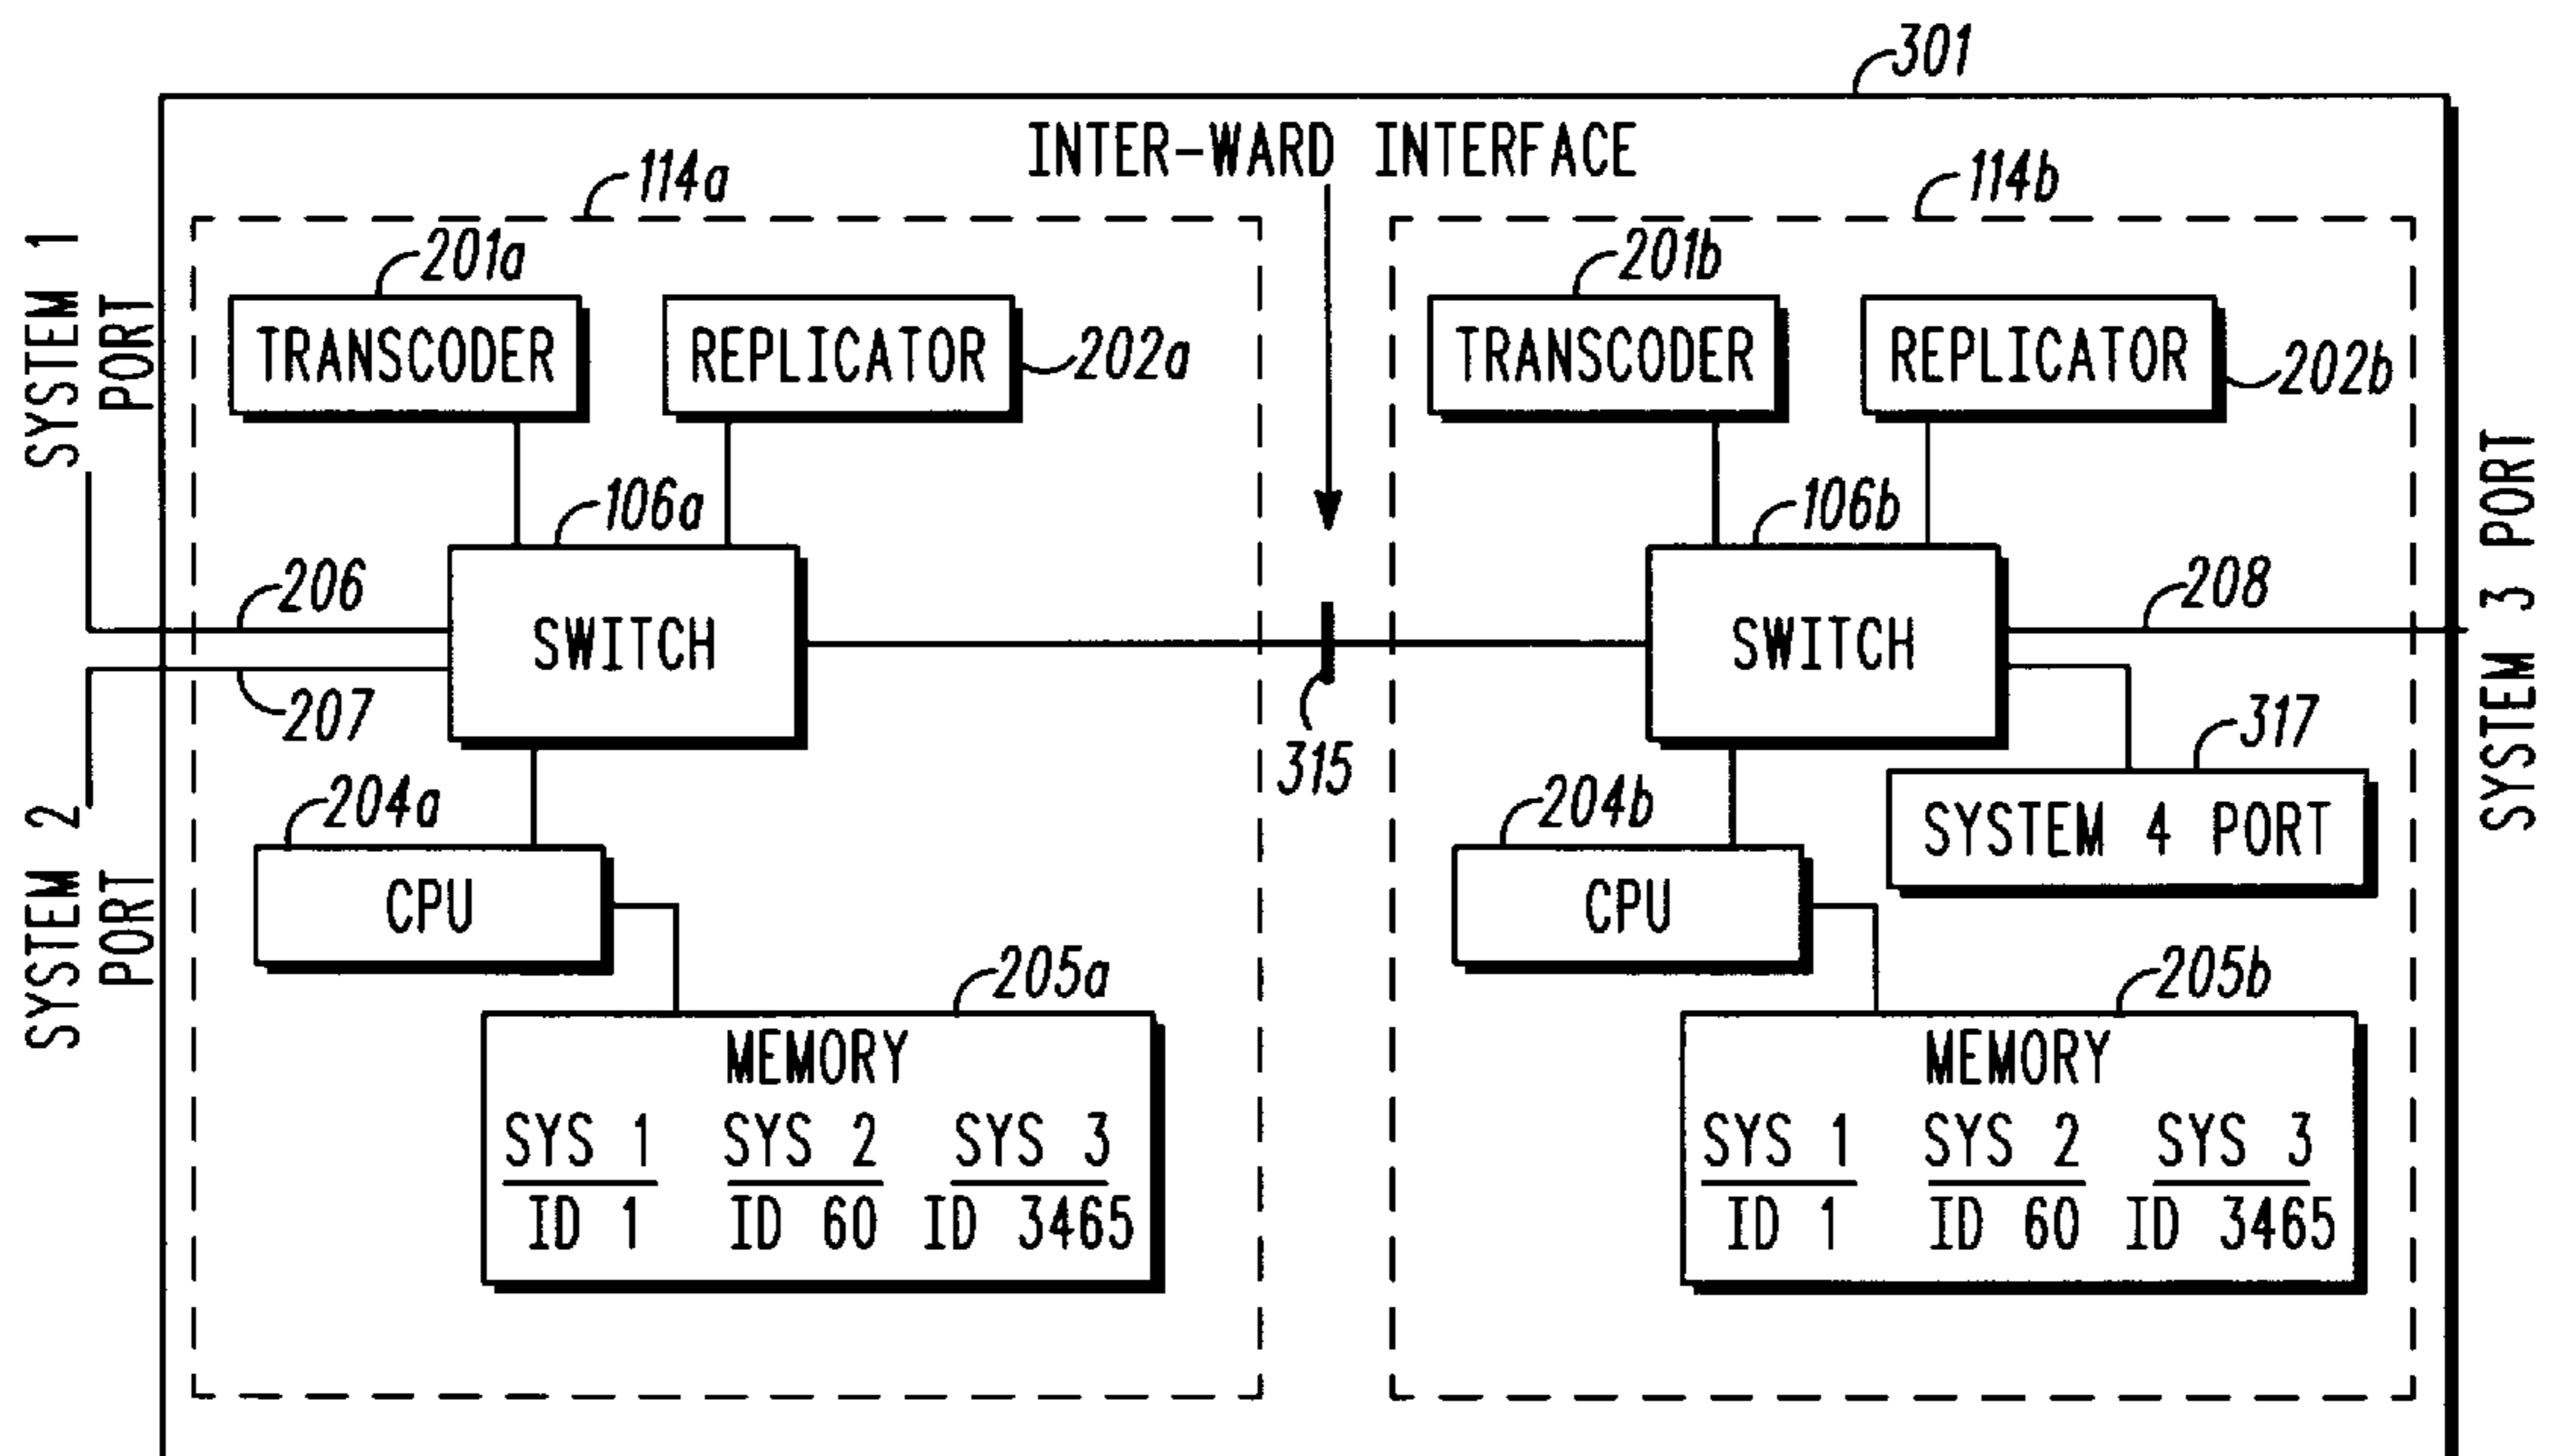 301
INTER-WARD INTERFACE
114a
114b
SYSTEM 1
PORT
201a
TRANSCODER
REPLICATOR
202a
201b
TRANSCODER
REPLICATOR
202b
106a
SWITCH
206
207
315
106b
SWITCH
208
SYSTEM 3 PORT
317
SYSTEM 4 PORT
SYSTEM 2
PORT
204a
CPU
204b
CPU
205a
MEMORY
SYS 1 SYS 2 SYS 3
ID 1 ID 60 ID 3465
205b
MEMORY
SYS 1 SYS 2 SYS 3
ID 1 ID 60 ID 3465